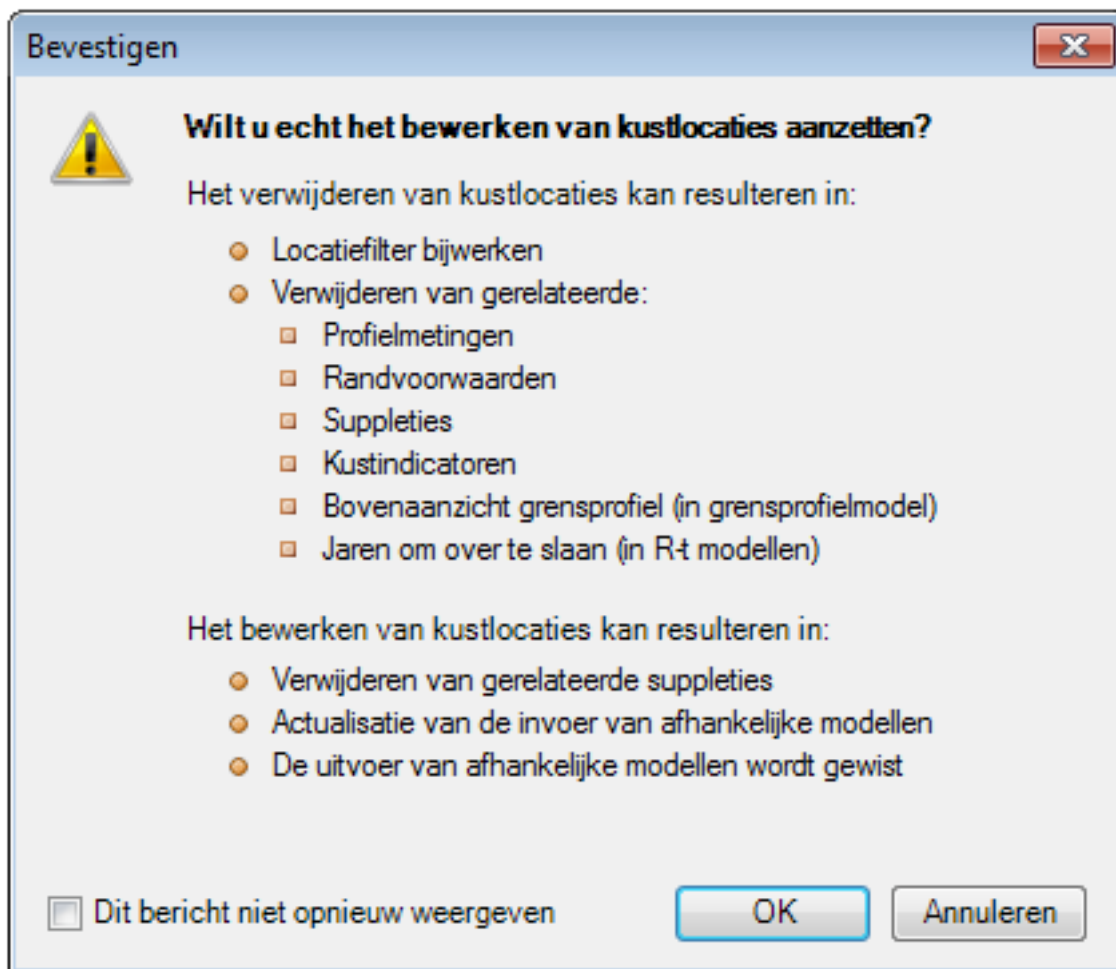 Bevestigen
Wilt u echt het bewerken van kustlocaties aanzetten?
Het verwijderen van kustlocaties kan resulteren in:
Locatiefilter bijwerken
Verwijderen van gerelateerde:
Profielmetingen
Randvoorwaarden
Suppleties
Kustindicatoren
Bovenaanzicht grensprofiel (in grensprofielmodel)
Jaren om over te slaan (in R-t modellen)
Het bewerken van kustlocaties kan resulteren in:
Verwijderen van gerelateerde suppleties
Actualisatie van de invoer van afhankelijke modellen
De uitvoer van afhankelijke modellen wordt gewist
Dit bericht niet opnieuw weergeven
OK
Annuleren